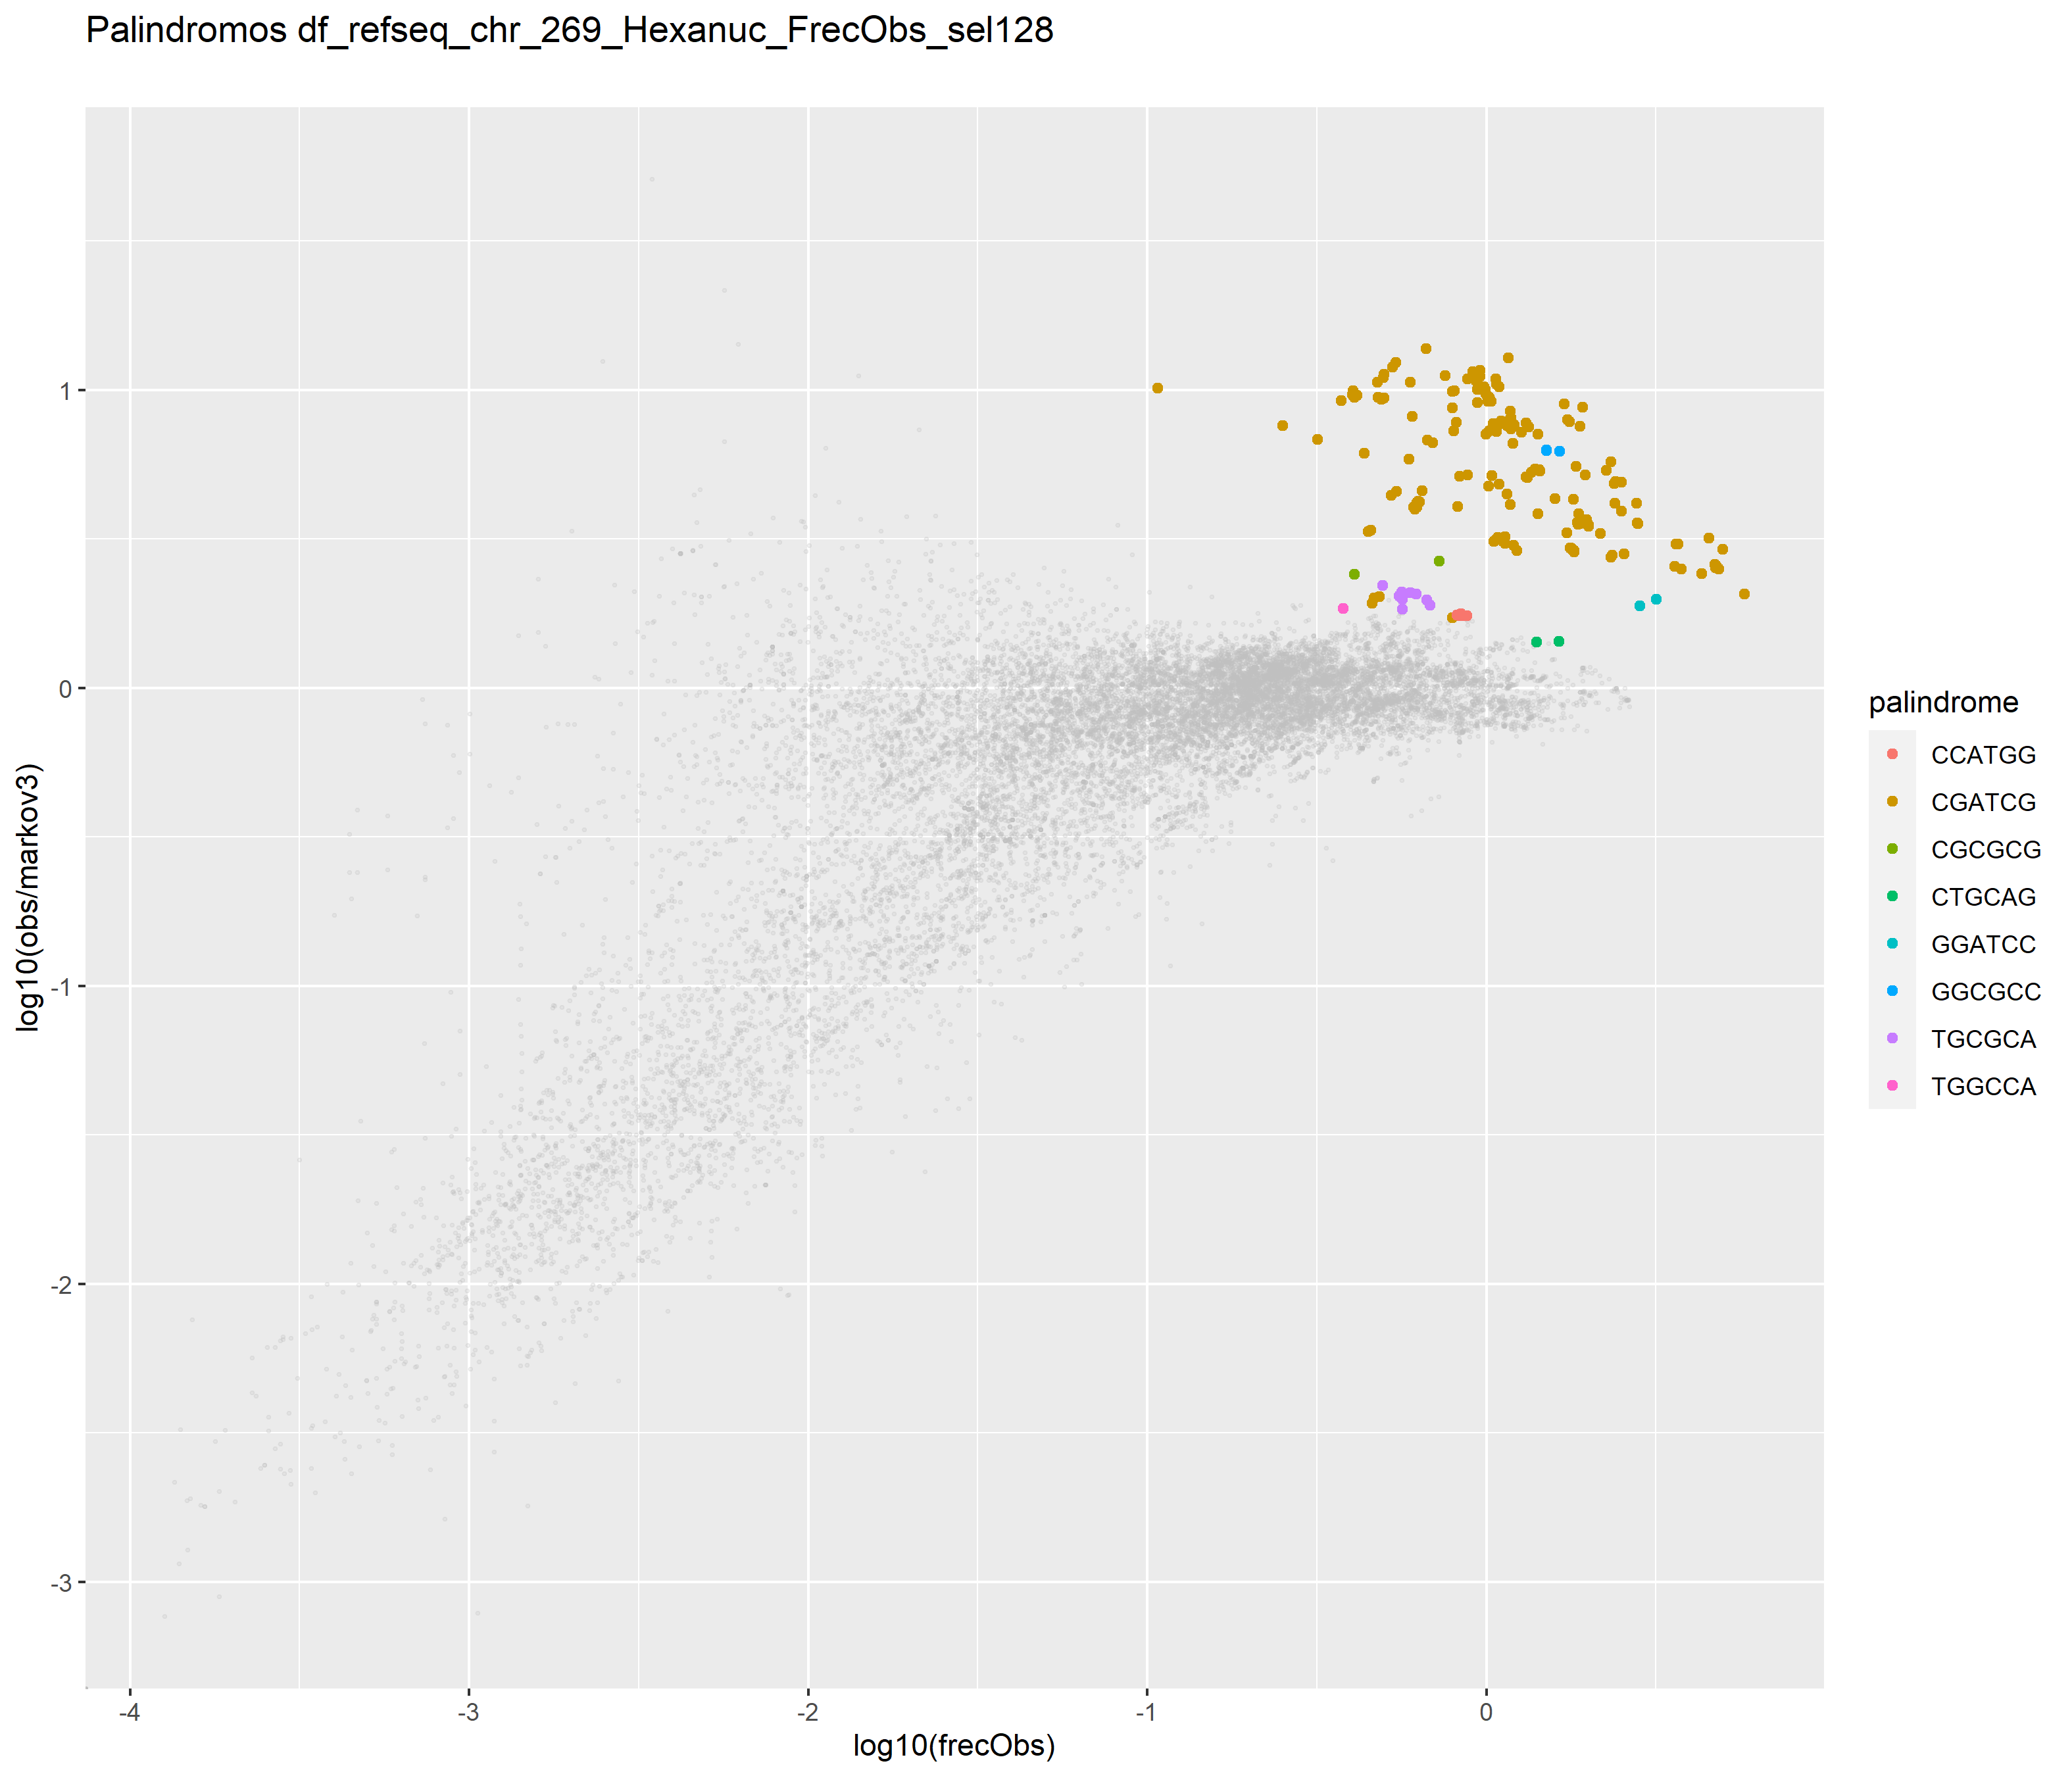 Palindromos df_refseq_chr_269_Hexanuc_FrecObs_sel128
log10(obs/markov3)
1
0
-1
-2
-3
-4
-3
-2
-1
0
log10(frecObs)
palindrome
CCATGG
CGATCG
CGCGCG
CTGCAG
GGATCC
GGCGCC
TGCGCA
TGGCCA